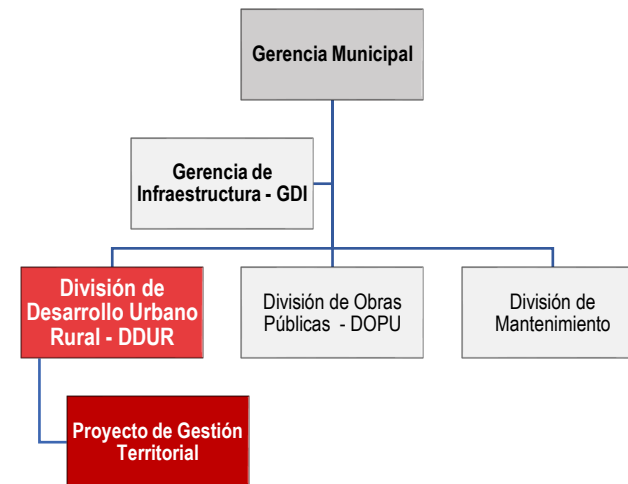 Gerencia Municipal
Gerencia de
Infraestructura - GDI
División de
Desarrollo Urbano
Rural - DDUR
División de Obras
Públicas - DOPU
División de
Mantenimiento
Proyecto de Gestión
Territorial